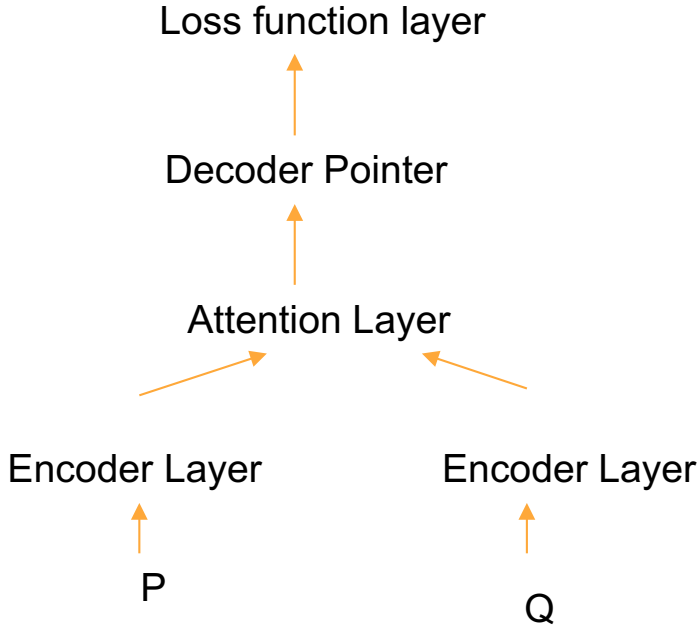 Loss function layer
Decoder Pointer
Attention Layer
Encoder Layer
Encoder Layer
P
Q